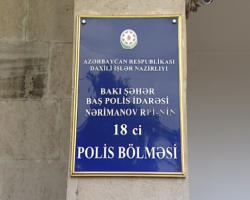 AZƏRBAYCAN RESPUBLİKASI
DAXİLİ İŞLƏR NAZİRLİYİ
BAKI ŞƏHƏR
BAŞ POLİS İDARƏSİ
NƏRİMANOV RPİ-NİN
18 ci
POLİS BÖLMƏSİ